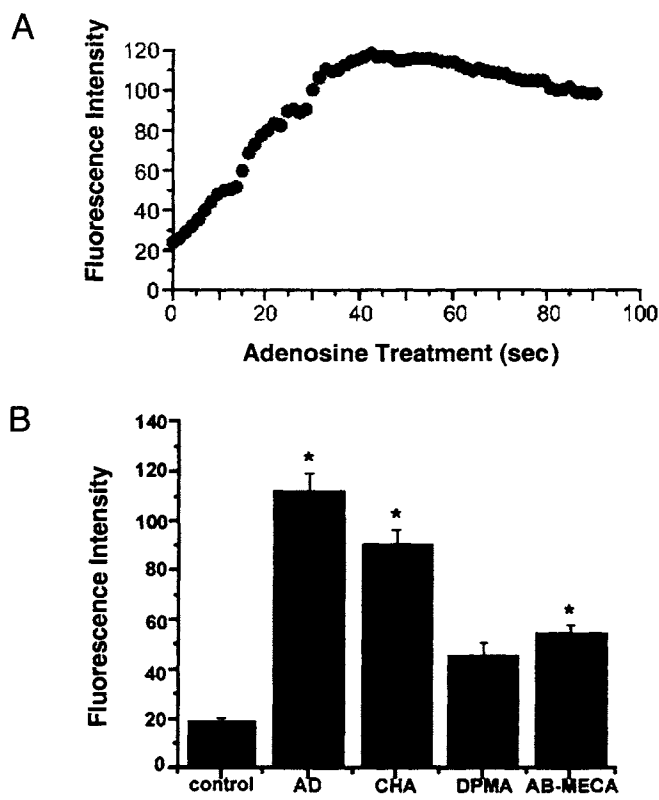 A
Fluorescence Intensity
120
100
80
60
40
20
0
0 20 40 60 80 100
Adenosine Treatment (sec)
B
Fluorescence Intensity
140
120
100
80
60
40
20
0
* * *
control AD CHA DPMA AB-MECA